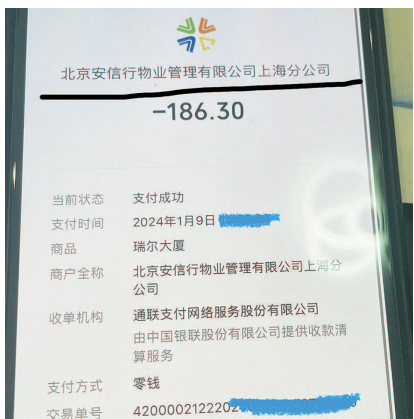 北京安信行物业管理有限公司上海分公司
-186.30
当前状态 支付成功
支付时间 2024年1月9日
商品 瑞尔大厦
商户全称 北京安信行物业管理有限公司上海分
公司
收单机构 通联支付网络服务股份有限公司
由中国银联股份有限公司提供收款清
算服务
支付方式 零钱
交易单号 4200002122202